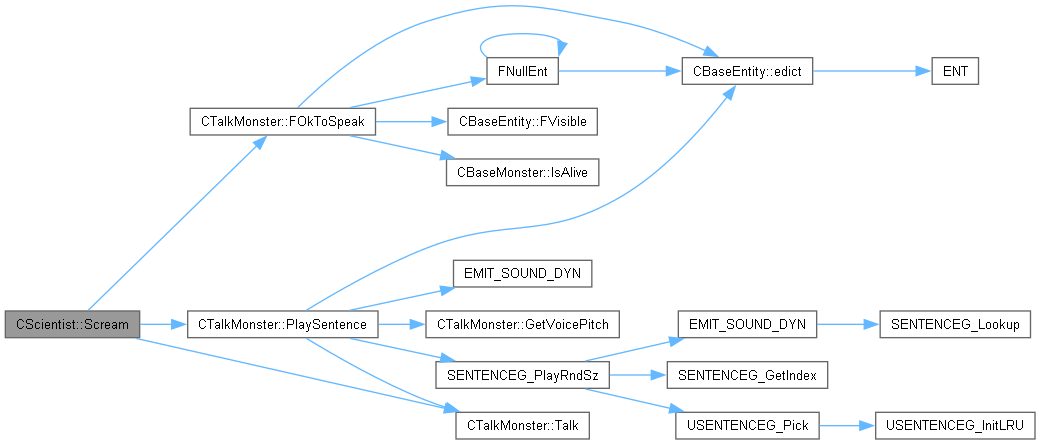 FNullEnt
CBaseEntity::edict
ENT
CTalkMonster::FOkToSpeak
CBaseEntity::FVisible
CBaseMonster::IsAlive
EMIT_SOUND_DYN
CScientist::Scream
CTalkMonster::PlaySentence
CTalkMonster::GetVoicePitch
EMIT_SOUND_DYN
SENTENCEG_Lookup
SENTENCEG_PlayRndSz
SENTENCEG_GetIndex
CTalkMonster::Talk
USENTENCEG_Pick
USENTENCEG_InitLRU